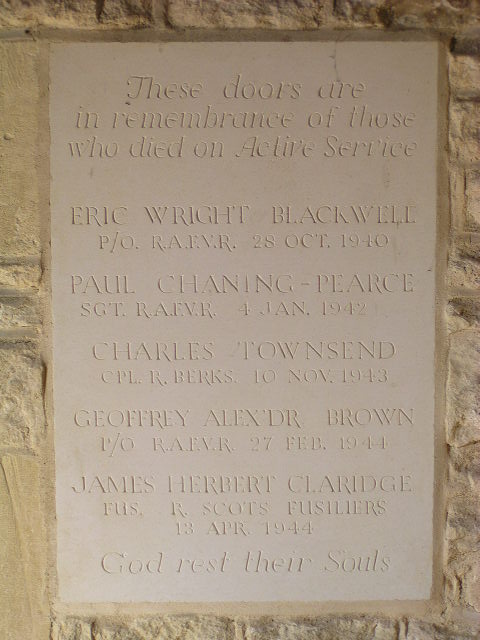 These doors are
in remembrance of those
who died on Active Service
ERIC WRIGHT BLACKWELL
P/O. R.A.F.V.R. 28 OCT. 1940
PAUL CHANING-PEARCE
SGT. R.A.F.V.R. 4 JAN. 1942
CHARLES TOWNSEND
CPL. R. BERKS. 10 NOV. 1943
GEOFFREY ALEX'DR BROWN
P/O R.A.F.V.R. 27 FEB. 1944
JAMES HERBERT CLARIDGE
FUS. R. SCOTS FUSILIERS
13 APR. 1944
God rest their Souls